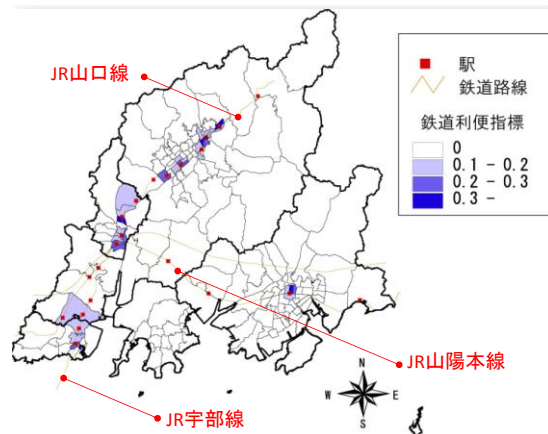 JR山口線
駅
鉄道路線
鉄道利便指標
0
0.1 - 0.2
0.2 - 0.3
0.3 -
JR山陽本線
N
W E
S
JR宇部線